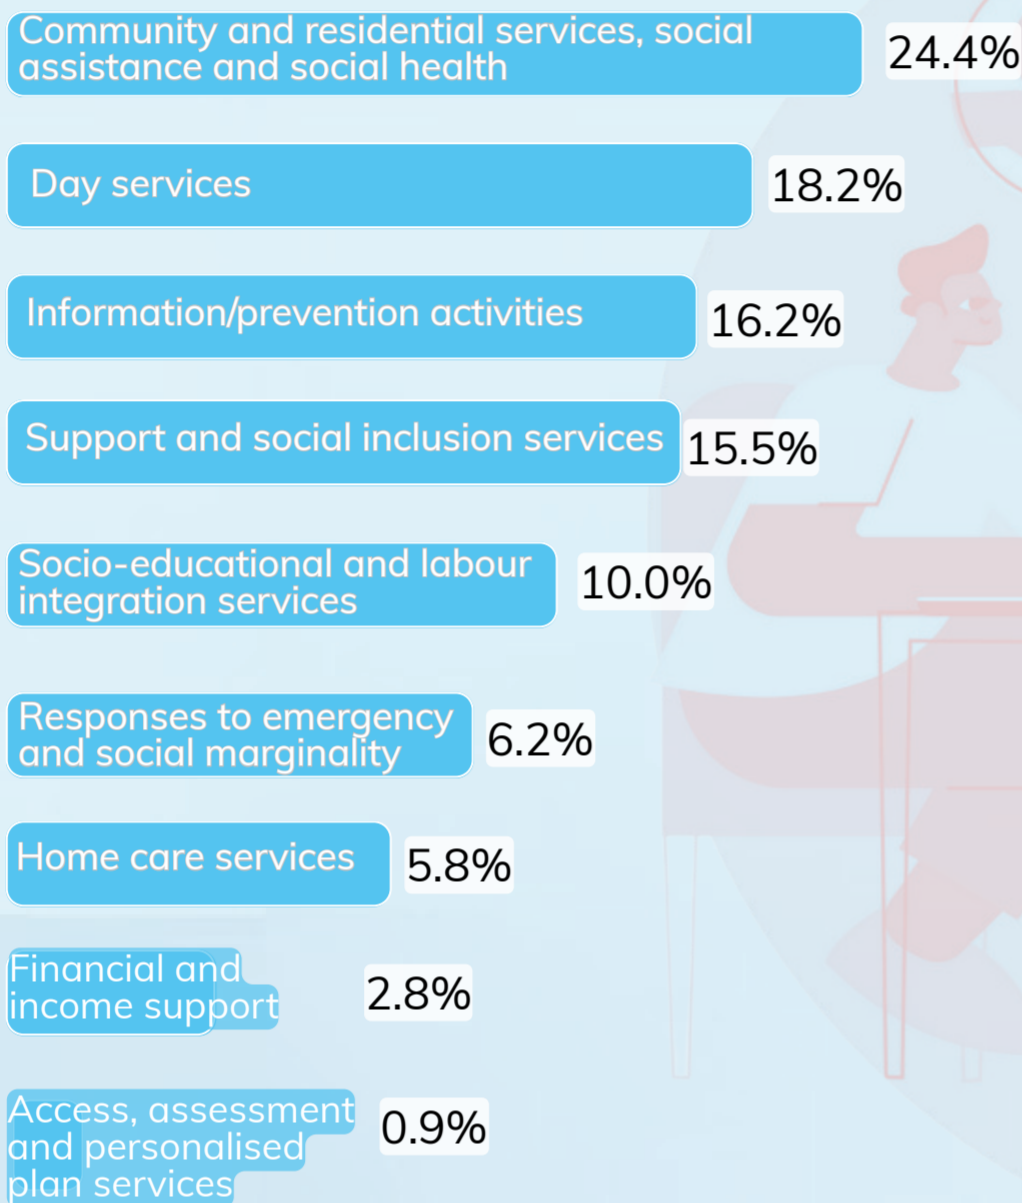 Community and residential services, social
assistance and social health
24.4%
Day services
18.2%
Information/prevention activities
16.2%
Support and social inclusion services
15.5%
Socio-educational and labour
integration services
10.0%
Responses to emergency
and social marginality
6.2%
Home care services
5.8%
Financial and
income support
2.8%
Access, assessment
and personalised
plan services
0.9%